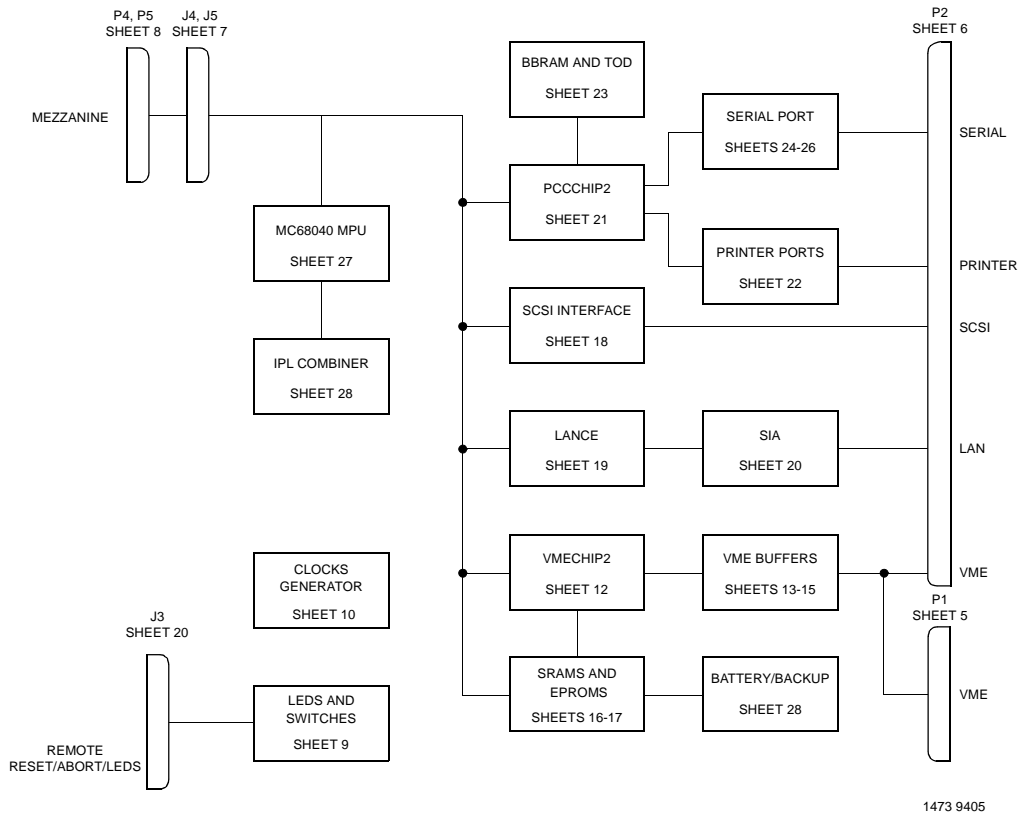 P4, P5
SHEET 8
J4, J5
SHEET 7
P2
SHEET 6
MEZZANINE
BBRAM AND TOD
SHEET 23
SERIAL PORT
SHEETS 24-26
SERIAL
PCCCHIP2
SHEET 21
MC68040 MPU
SHEET 27
PRINTER PORTS
SHEET 22
PRINTER
SCSI INTERFACE
SHEET 18
SCSI
IPL COMBINER
SHEET 28
LANCE
SHEET 19
SIA
SHEET 20
LAN
CLOCKS
GENERATOR
SHEET 10
VMECHIP2
SHEET 12
VME BUFFERS
SHEETS 13-15
VME
P1
SHEET 5
J3
SHEET 20
LEDS AND
SWITCHES
SHEET 9
SRAMS AND
EPROMS
SHEETS 16-17
BATTERY/BACKUP
SHEET 28
VME
REMOTE
RESET/ABORT/LEDS
1473 9405